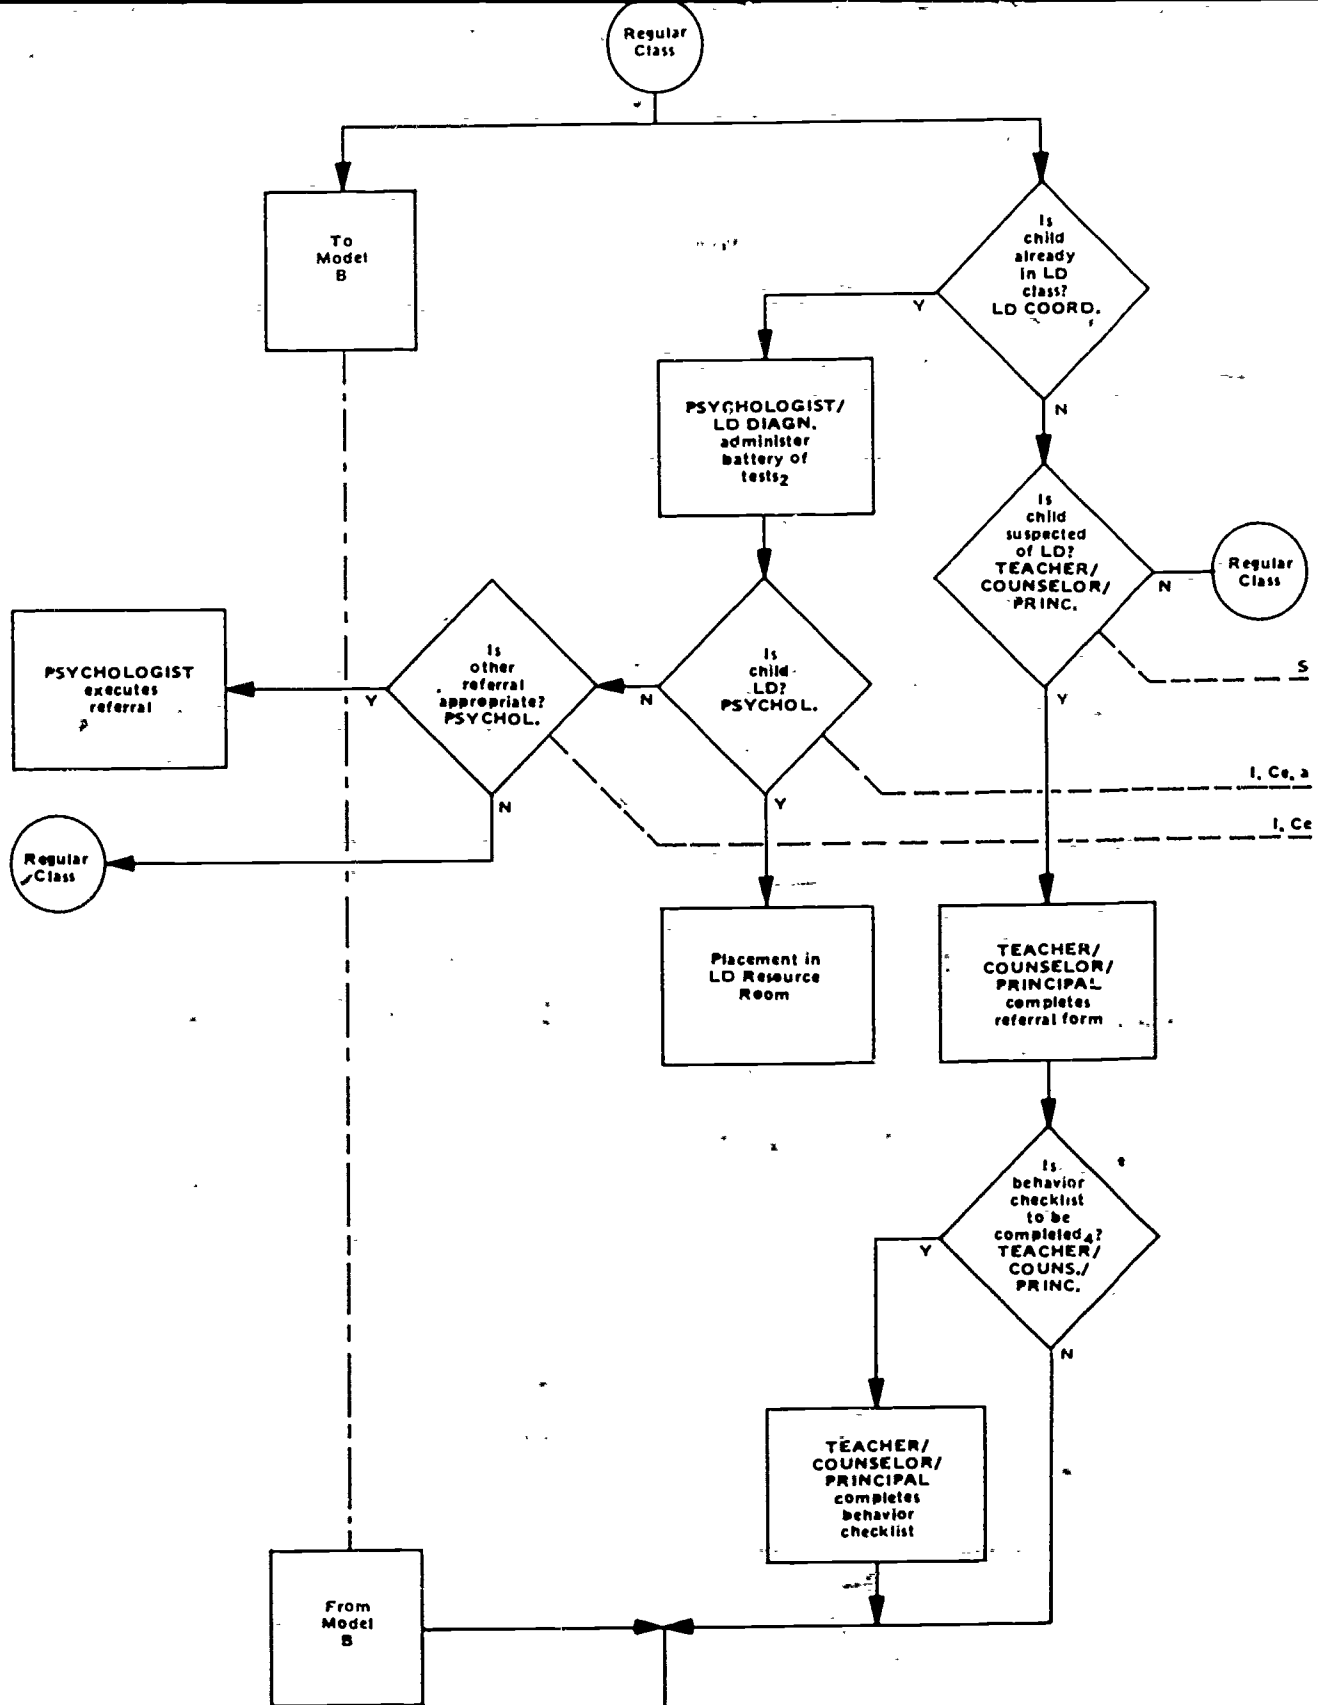 Regular
Class
To
Model
B
Is
child
already
in LD
class?
LD COORD.
Y
N
PSYCHOLOGIST/
LD DIAGN.
administer
battery of
tests2
Is
child
suspected
of LD?
TEACHER/
COUNSELOR/
PRINC.
N
Regular
Class
S
Y
PSYCHOLOGIST
executes
referral
Y
Is
other
referral
appropriate?
PSYCHOL.
N
Is
child
LD?
PSYCHOL.
I, Ce, a
N
Y
I, Ce
Regular
Class
Placement in
LD Resource
Room
TEACHER/
COUNSELOR/
PRINCIPAL
completes
referral form
Is
behavior
checklist
to be
completed4?
TEACHER/
COUNS./
PRINC.
Y
N
TEACHER/
COUNSELOR/
PRINCIPAL
completes
behavior
checklist
From
Model
B